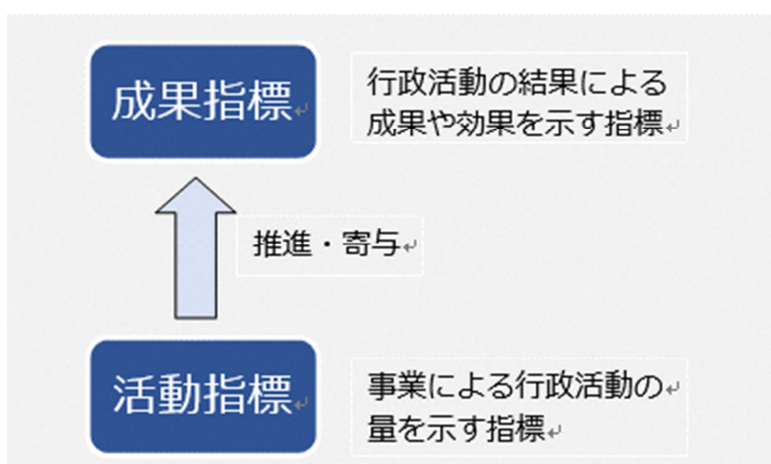 成果指標
行政活動の結果による
成果や効果を示す指標
推進・寄与
活動指標
事業による行政活動の
量を示す指標